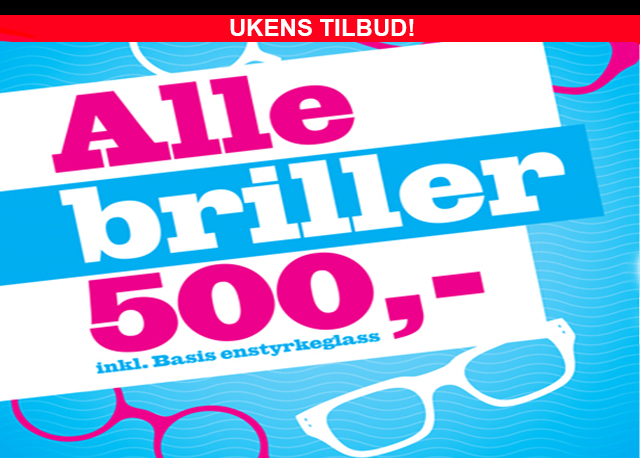 UKENS TILBUD!
Alle
briller
500,-
inkl. Basis enstyrkeglass